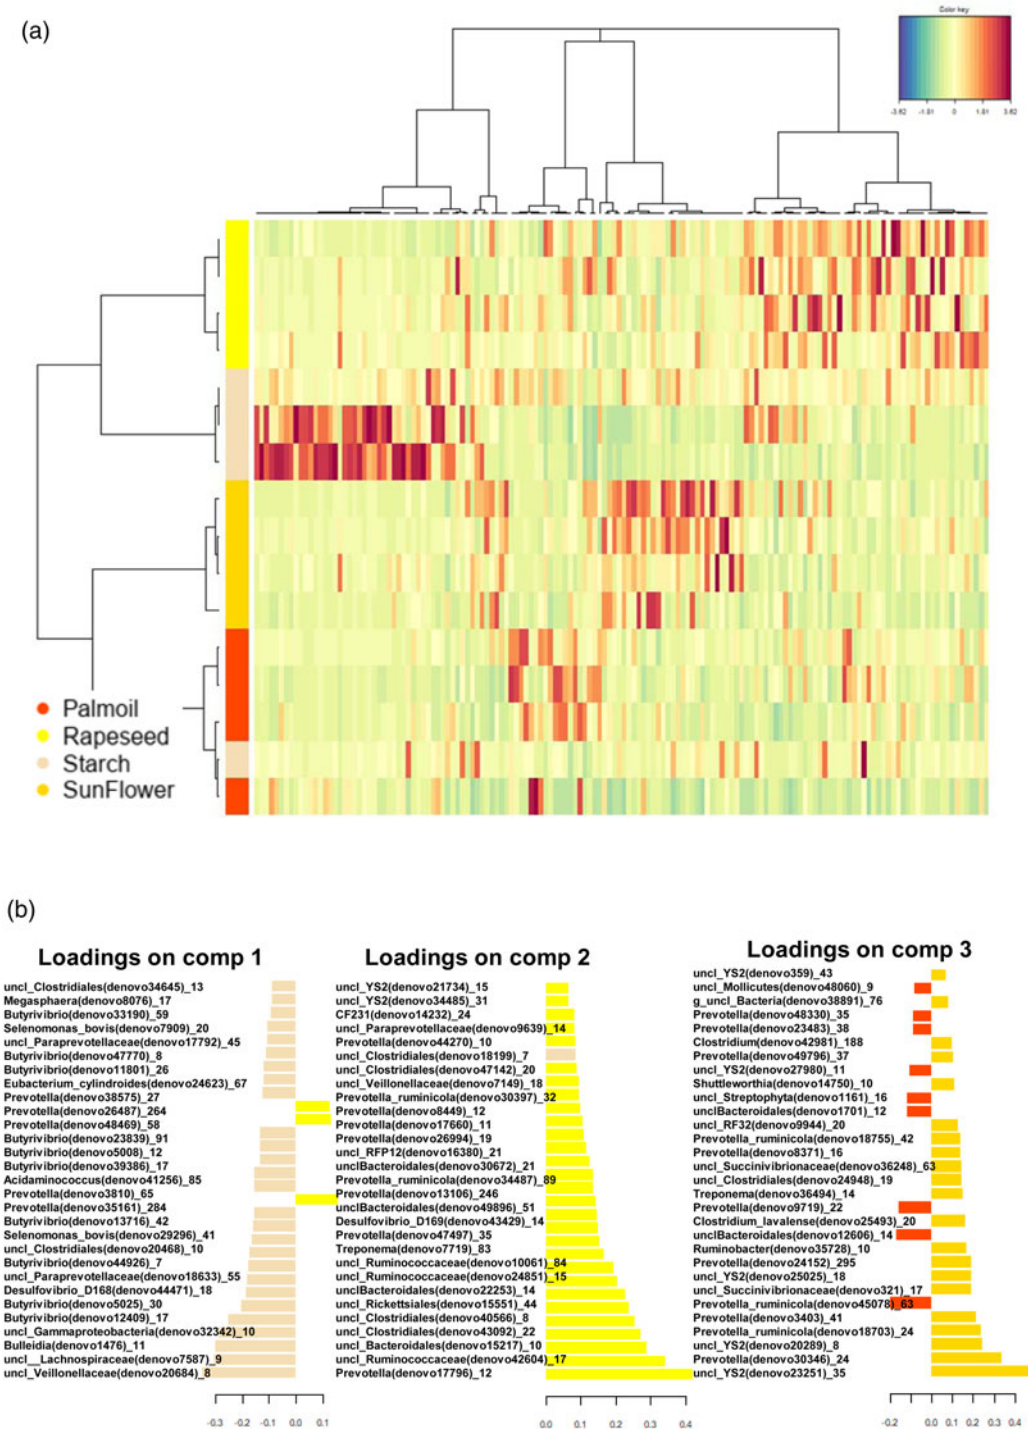 (a)
Color key
-3.62 -1.81 0 1.81 3.62
Palmoil
Rapeseed
Starch
SunFlower
(b)
Loadings on comp 1
uncl_Clostridiales(denovo34645)_13
Megasphaera(denovo8076)_17
Butyrivibrio(denovo33190)_59
Selenomonas_bovis(denovo7909)_20
uncl_Paraprevotellaceae(denovo17792)_45
Butyrivibrio(denovo47770)_8
Butyrivibrio(denovo11801)_26
Eubacterium_cylindroides(denovo24623)_67
Prevotella(denovo38575)_27
Prevotella(denovo26487)_264
Prevotella(denovo48469)_58
Butyrivibrio(denovo23839)_91
Butyrivibrio(denovo5008)_12
Butyrivibrio(denovo39386)_17
Acidaminococcus(denovo41256)_85
Prevotella(denovo3810)_65
Prevotella(denovo35161)_284
Butyrivibrio(denovo13716)_42
Selenomonas_bovis(denovo29296)_41
uncl_Clostridiales(denovo20468)_10
Butyrivibrio(denovo44926)_7
uncl_Paraprevotellaceae(denovo18633)_55
Desulfovibrio_D168(denovo44471)_18
Butyrivibrio(denovo5025)_30
Butyrivibrio(denovo12409)_17
uncl_Gammaproteobacteria(denovo32342)_10
Bulleidia(denovo1476)_11
uncl__Lachnospiraceae(denovo7587)_9
uncl_Veillonellaceae(denovo20684)_8
-0.3 -0.2 -0.1 0.0 0.1
Loadings on comp 2
uncl_YS2(denovo21734)_15
uncl_YS2(denovo34485)_31
CF231(denovo14232)_24
uncl_Paraprevotellaceae(denovo9639)_14
Prevotella(denovo44270)_10
uncl_Clostridiales(denovo18199)_7
uncl_Clostridiales(denovo47142)_20
uncl_Veillonellaceae(denovo7149)_18
Prevotella_ruminicola(denovo30397)_32
Prevotella(denovo8449)_12
Prevotella(denovo17660)_11
Prevotella(denovo26994)_19
uncl_RFP12(denovo16380)_21
unclBacteroidales(denovo30672)_21
Prevotella_ruminicola(denovo34487)_89
Prevotella(denovo13106)_246
unclBacteroidales(denovo49896)_51
Desulfovibrio_D169(denovo43429)_14
Prevotella(denovo47497)_35
Treponema(denovo7719)_83
uncl_Ruminococcaceae(denovo10061)_84
uncl_Ruminococcaceae(denovo24851)_15
unclBacteroidales(denovo22253)_14
uncl_Rickettsiales(denovo15551)_44
uncl_Clostridiales(denovo40566)_8
uncl_Clostridiales(denovo43092)_22
uncl_Bacteroidales(denovo15217)_10
uncl_Ruminococcaceae(denovo42604)_17
Prevotella(denovo17796)_12
0.0 0.1 0.2 0.3 0.4
Loadings on comp 3
uncl_YS2(denovo359)_43
uncl_Mollicutes(denovo48060)_9
g_uncl_Bacteria(denovo38891)_76
Prevotella(denovo48330)_35
Prevotella(denovo23483)_38
Clostridium(denovo42981)_188
Prevotella(denovo49796)_37
uncl_YS2(denovo27980)_11
Shuttleworthia(denovo14750)_10
uncl_Streptophyta(denovo1161)_16
unclBacteroidales(denovo1701)_12
uncl_RF32(denovo9944)_20
Prevotella_ruminicola(denovo18755)_42
Prevotella(denovo8371)_16
uncl_Succinivibrionaceae(denovo36248)_63
uncl_Clostridiales(denovo24948)_19
Treponema(denovo36494)_14
Prevotella(denovo9719)_22
Clostridium_lavalense(denovo25493)_20
unclBacteroidales(denovo12606)_14
Ruminobacter(denovo35728)_10
Prevotella(denovo24152)_295
uncl_YS2(denovo25025)_18
uncl_Succinivibrionaceae(denovo321)_17
Prevotella_ruminicola(denovo45078)_63
Prevotella(denovo3403)_41
Prevotella_ruminicola(denovo18703)_24
uncl_YS2(denovo20289)_8
Prevotella(denovo30346)_24
uncl_YS2(denovo23251)_35
-0.2 0.0 0.1 0.2 0.3 0.4